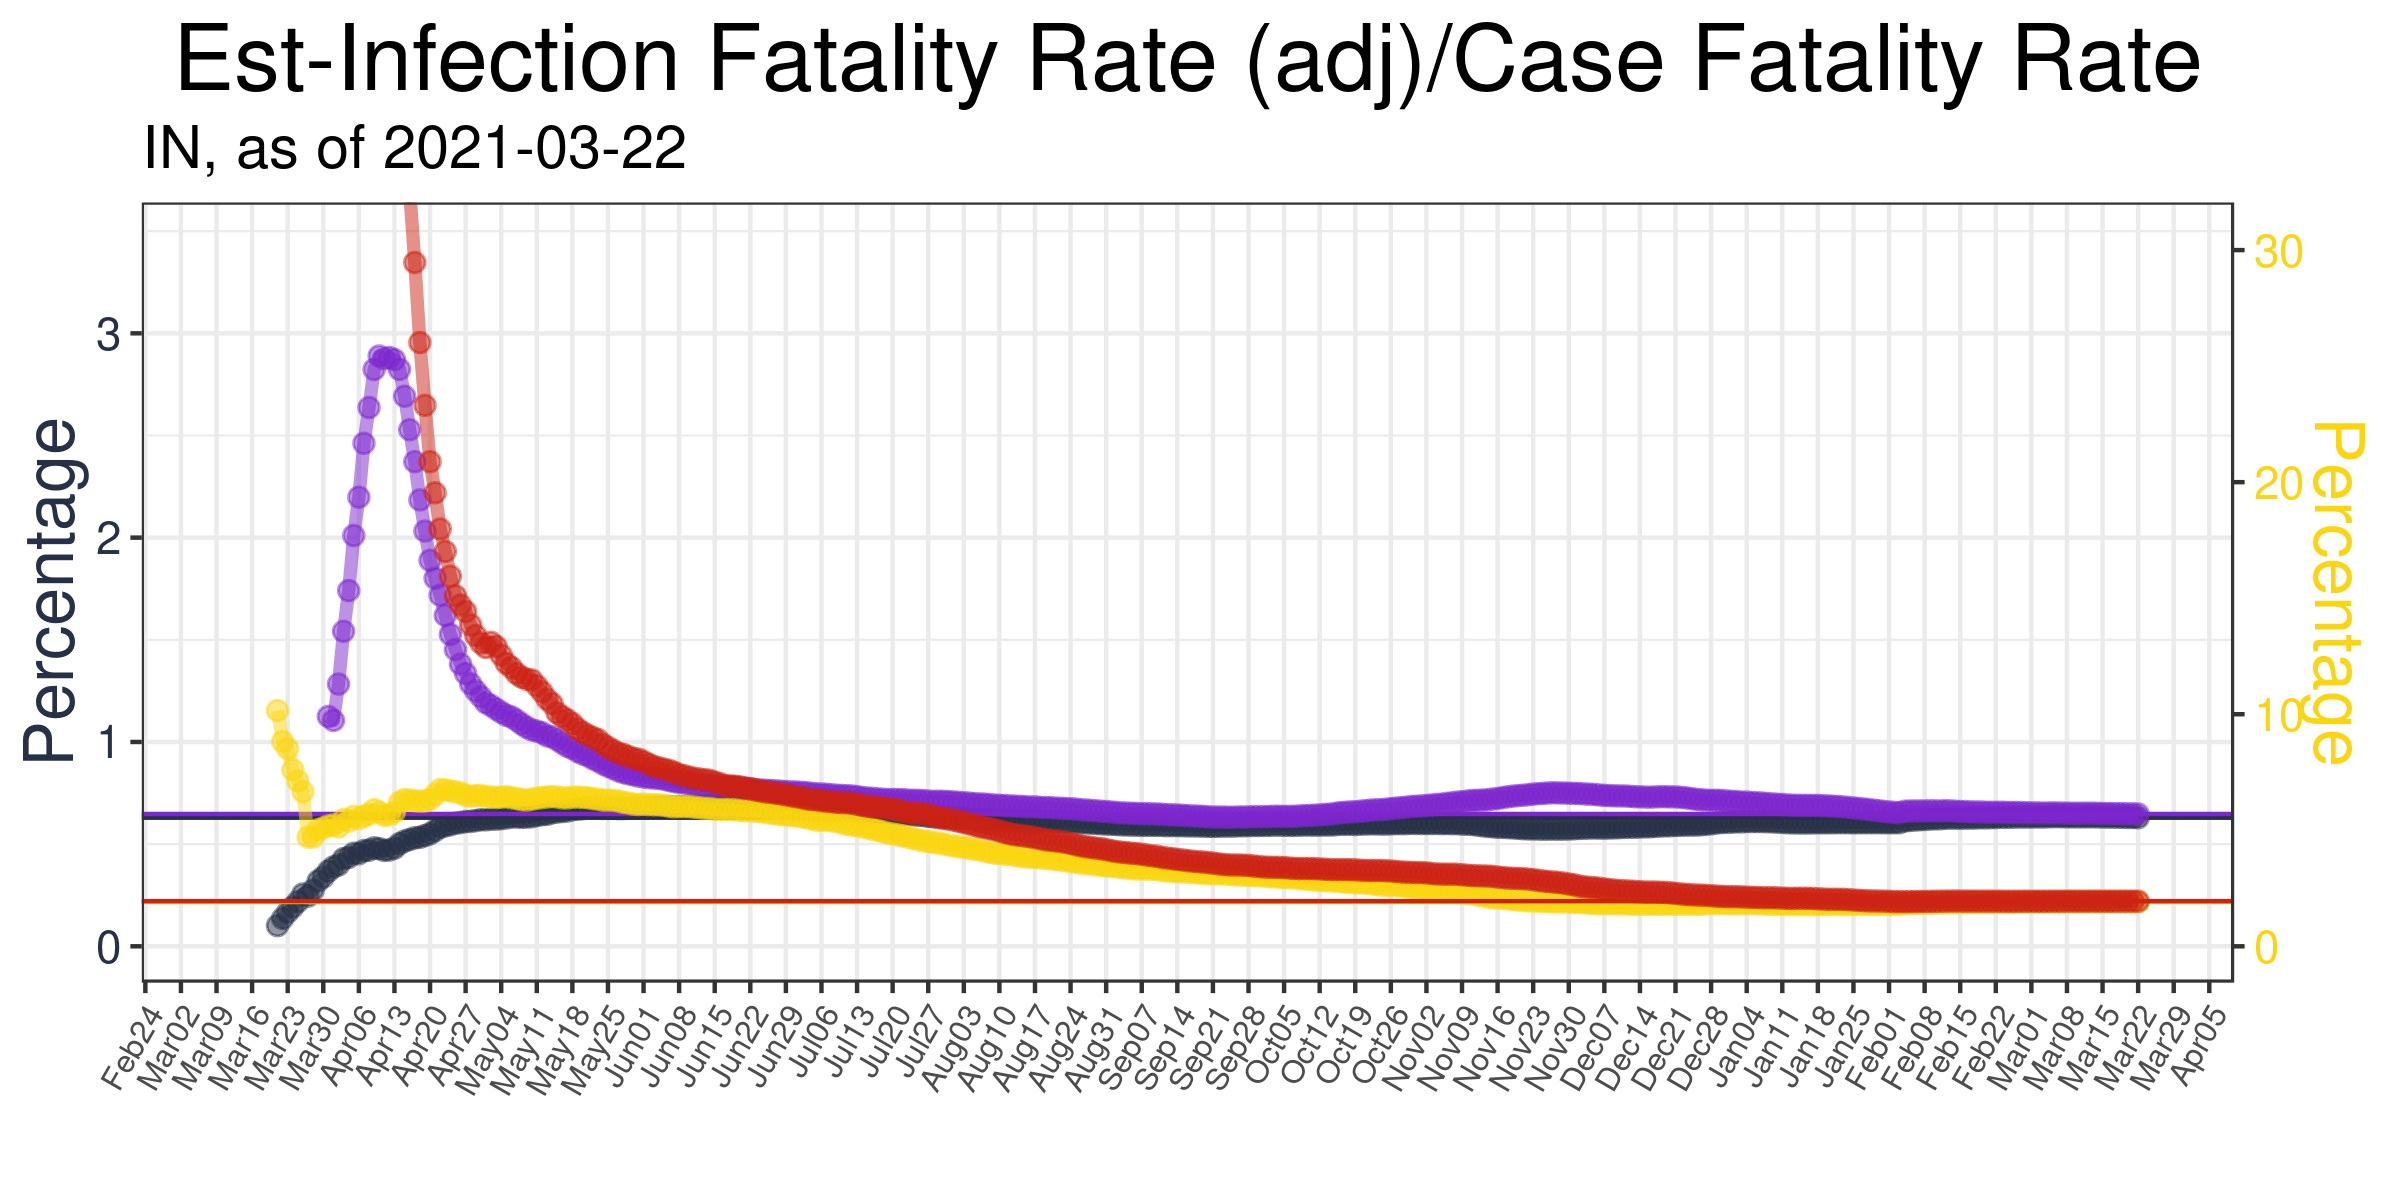 Est-Infection Fatality Rate (adj)/Case Fatality Rate
IN, as of 2021-03-22
Percentage
3
2
1
0
30
20
10
0
Percentage
Feb24
Mar02
Mar09
Mar16
Mar23
Mar30
Apr06
Apr13
Apr20
Apr27
May04
May11
May18
May25
Jun01
Jun08
Jun15
Jun22
Jun29
Jul06
Jul13
Jul20
Jul27
Aug03
Aug10
Aug17
Aug24
Aug31
Sep07
Sep14
Sep21
Sep28
Oct05
Oct12
Oct19
Oct26
Nov02
Nov09
Nov16
Nov23
Nov30
Dec07
Dec14
Dec21
Dec28
Jan04
Jan11
Jan18
Jan25
Feb01
Feb08
Feb15
Feb22
Mar01
Mar08
Mar15
Mar22
Mar29
Apr05